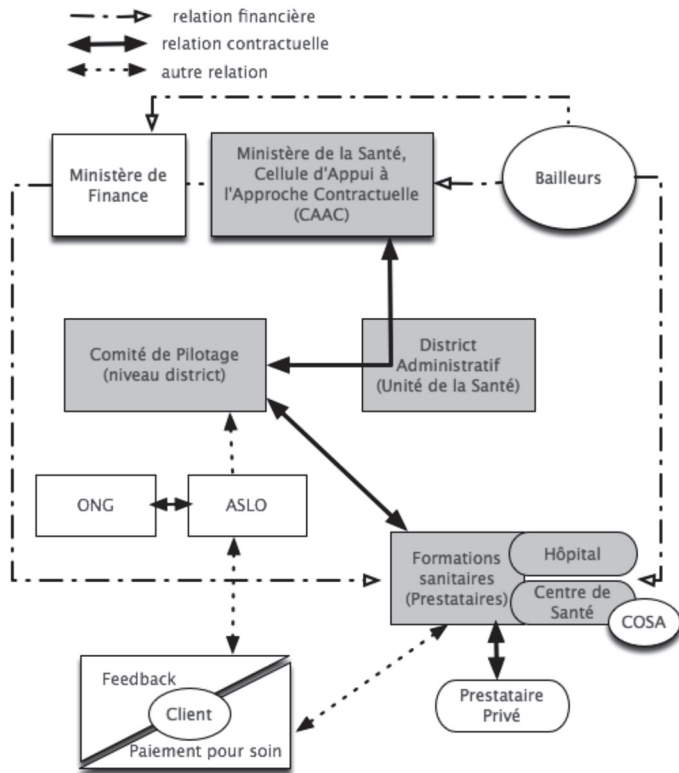 relation financière
relation contractuelle
autre relation
Ministère de
Finance
Ministère de la Santé,
Cellule d'Appui à
l'Approche Contractuelle
(CAAC)
Bailleurs
Comité de Pilotage
(niveau district)
District
Administratif
(Unité de la Santé)
ONG
ASLO
Formations
sanitaires
(Prestataires)
Hôpital
Centre de
Santé
COSA
Feedback
Client
Paiement pour soin
Prestataire
Privé